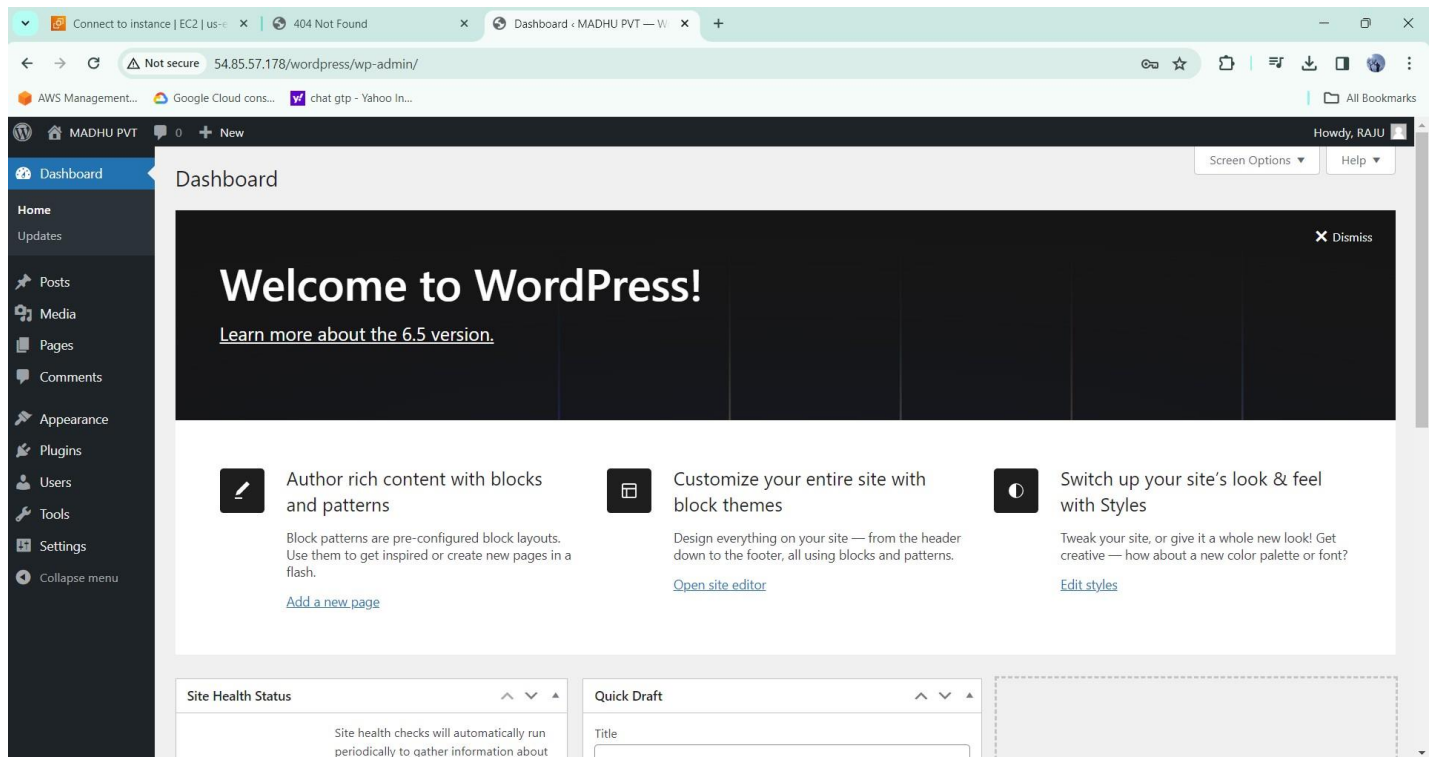 Connect to instance | EC2 | us-e
404 Not Found
Dashboard ‹ MADHU PVT — W
Not secure 54.85.57.178/wordpress/wp-admin/
AWS Management... Google Cloud cons... chat gtp - Yahoo In... All Bookmarks
MADHU PVT 0 + New Howdy, RAJU
Screen Options ▼ Help ▼
Dashboard
Home
Updates
Posts
Media
Pages
Comments
Appearance
Plugins
Users
Tools
Settings
Collapse menu
Dashboard
Dismiss
Welcome to WordPress!
Learn more about the 6.5 version.
Author rich content with blocks
and patterns
Block patterns are pre-configured block layouts.
Use them to get inspired or create new pages in a
flash.
Add a new page
Customize your entire site with
block themes
Design everything on your site — from the header
down to the footer, all using blocks and patterns.
Open site editor
Switch up your site’s look & feel
with Styles
Tweak your site, or give it a whole new look! Get
creative — how about a new color palette or font?
Edit styles
Site Health Status
Site health checks will automatically run
periodically to gather information about
Quick Draft
Title